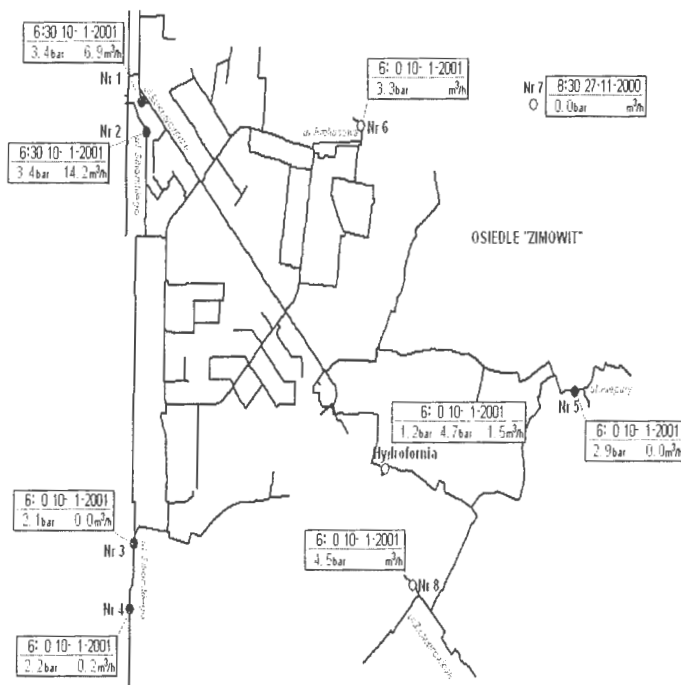 6:30 10- 1-2001
3.4bar 6.9m³/h
Nr 1
Nr 2
6:30 10- 1-2001
3.4bar 14.2m³/h
6: 0 10- 1-2001
3.3bar m³/h
Nr 6
Nr 7
8:30 27-11-2000
0.0bar m³/h
OSIEDLE "ZIMOWIT"
6: 0 10- 1-2001
1.2bar 4.7bar 1.5m³/h
Hydrofornia
Nr 5
6: 0 10- 1-2001
2.9bar 0.0m³/h
6: 0 10- 1-2001
2.1bar 0.0m³/h
Nr 3
6: 0 10- 1-2001
4.5bar m³/h
Nr 8
Nr 4
6: 0 10- 1-2001
2.2bar 0.2m³/h